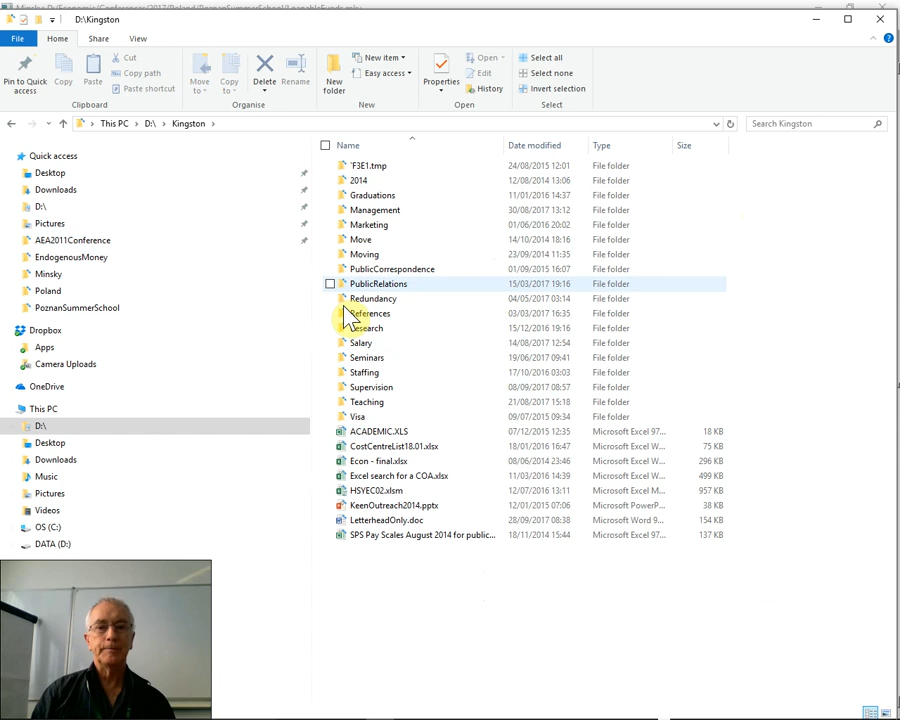 D:\Kingston
File Home Share View
Pin to Quick access
Copy
Paste
Cut
Copy path
Paste shortcut
Clipboard
Move to
Copy to
Delete
Rename
Organise
New folder
New item
Easy access
New
Properties
Open
Edit
History
Open
Select all
Select none
Invert selection
Select
This PC > D:\ > Kingston >
Search Kingston
Quick access
Desktop
Downloads
D:\
Pictures
AEA2011Conference
EndogenousMoney
Minsky
Poland
PoznanSummerSchool
Dropbox
Apps
Camera Uploads
OneDrive
This PC
D:\
Desktop
Downloads
Music
Pictures
Videos
OS (C:)
DATA (D:)
Name Date modified Type Size
'F3E1.tmp 24/08/2015 12:01 File folder
2014 12/08/2014 13:06 File folder
Graduations 11/01/2016 14:37 File folder
Management 30/08/2017 13:12 File folder
Marketing 01/06/2016 20:02 File folder
Move 14/10/2014 18:16 File folder
Moving 23/09/2014 11:35 File folder
PublicCorrespondence 01/09/2015 16:07 File folder
PublicRelations 15/03/2017 19:16 File folder
Redundancy 04/05/2017 03:14 File folder
References 03/03/2017 16:35 File folder
Research 15/12/2016 19:16 File folder
Salary 14/08/2017 12:54 File folder
Seminars 19/06/2017 09:41 File folder
Staffing 17/10/2016 03:03 File folder
Supervision 08/09/2017 08:57 File folder
Teaching 21/08/2017 15:18 File folder
Visa 09/07/2015 09:34 File folder
ACADEMIC.XLS 07/12/2015 12:35 Microsoft Excel 97... 18 KB
CostCentreList18.01.xlsx 18/01/2016 16:47 Microsoft Excel W... 75 KB
Econ - final.xlsx 08/06/2014 23:46 Microsoft Excel W... 296 KB
Excel search for a COA.xlsx 11/03/2016 14:39 Microsoft Excel W... 499 KB
HSYEC02.xlsm 12/07/2016 13:11 Microsoft Excel M... 957 KB
KeenOutreach2014.pptx 12/01/2015 07:06 Microsoft PowerP... 38 KB
LetterheadOnly.doc 28/09/2017 08:38 Microsoft Word 9... 154 KB
SPS Pay Scales August 2014 for public... 18/11/2014 15:44 Microsoft Excel 97... 137 KB